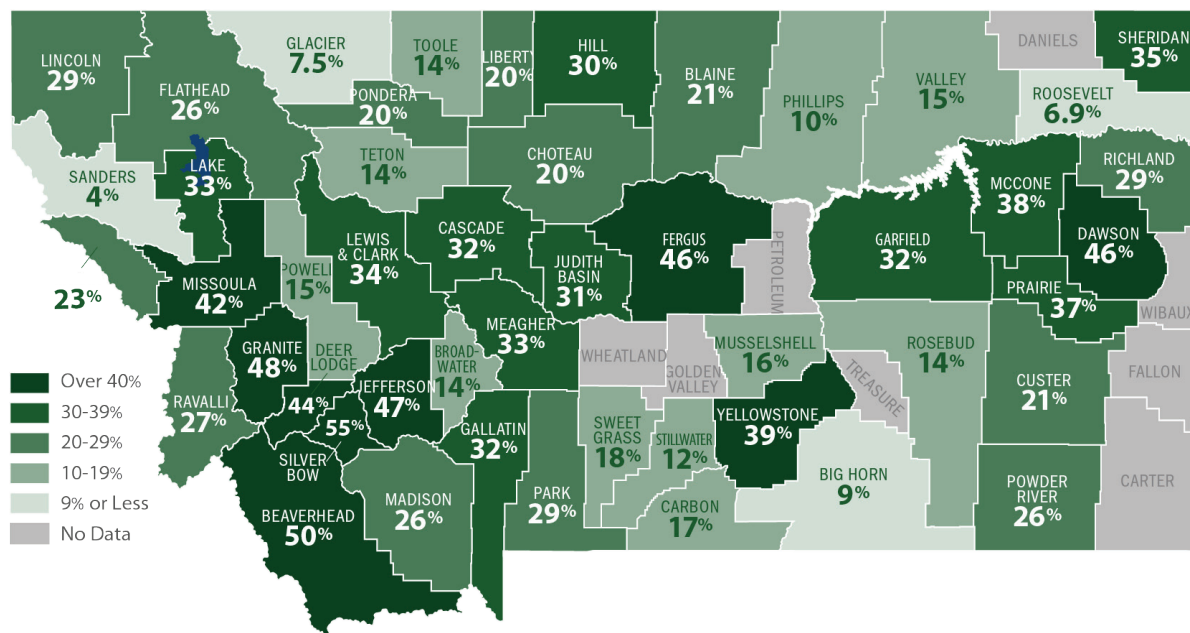 LINCOLN
29%
FLATHEAD
26%
GLACIER
7.5%
TOOLE
14%
LIBERTY
20%
HILL
30%
BLAINE
21%
PHILLIPS
10%
VALLEY
15%
DANIELS
SHERIDAN
35%
ROOSEVELT
6.9%
PONDERA
20%
TETON
14%
CHOTEAU
20%
RICHLAND
29%
MCCONE
38%
DAWSON
46%
SANDERS
4%
LAKE
33%
LEWIS
& CLARK
34%
CASCADE
32%
JUDITH
BASIN
31%
FERGUS
46%
PETROLEUM
GARFIELD
32%
PRAIRIE
37%
WIBAUX
23%
MISSOULA
42%
POWELL
15%
MEAGHER
33%
WHEATLAND
GOLDEN
VALLEY
MUSSELSHELL
16%
TREASURE
ROSEBUD
14%
CUSTER
21%
FALLON
GRANITE
48%
DEER
LODGE
44%
JEFFERSON
47%
BROAD-
WATER
14%
RAVALLI
27%
55%
SILVER
BOW
GALLATIN
32%
SWEET
GRASS
18%
STILLWATER
12%
YELLOWSTONE
39%
BIG HORN
9%
POWDER
RIVER
26%
CARTER
BEAVERHEAD
50%
MADISON
26%
PARK
29%
CARBON
17%
Over 40%
30-39%
20-29%
10-19%
9% or Less
No Data